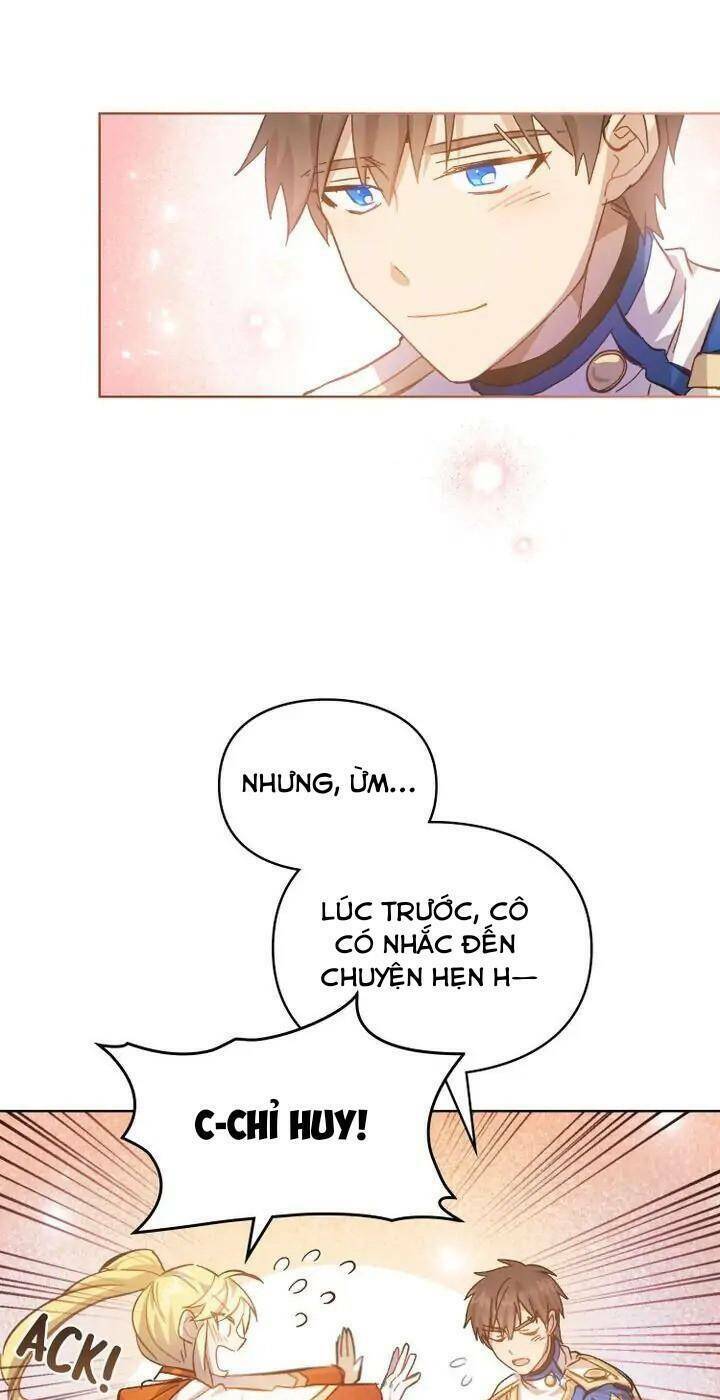 NHƯNG, ỪM...
LÚC TRƯỚC, CÔ
CÓ NHẮC ĐẾN
CHUYỆN HẸN H—
C-CHỈ HUY!
ACK!